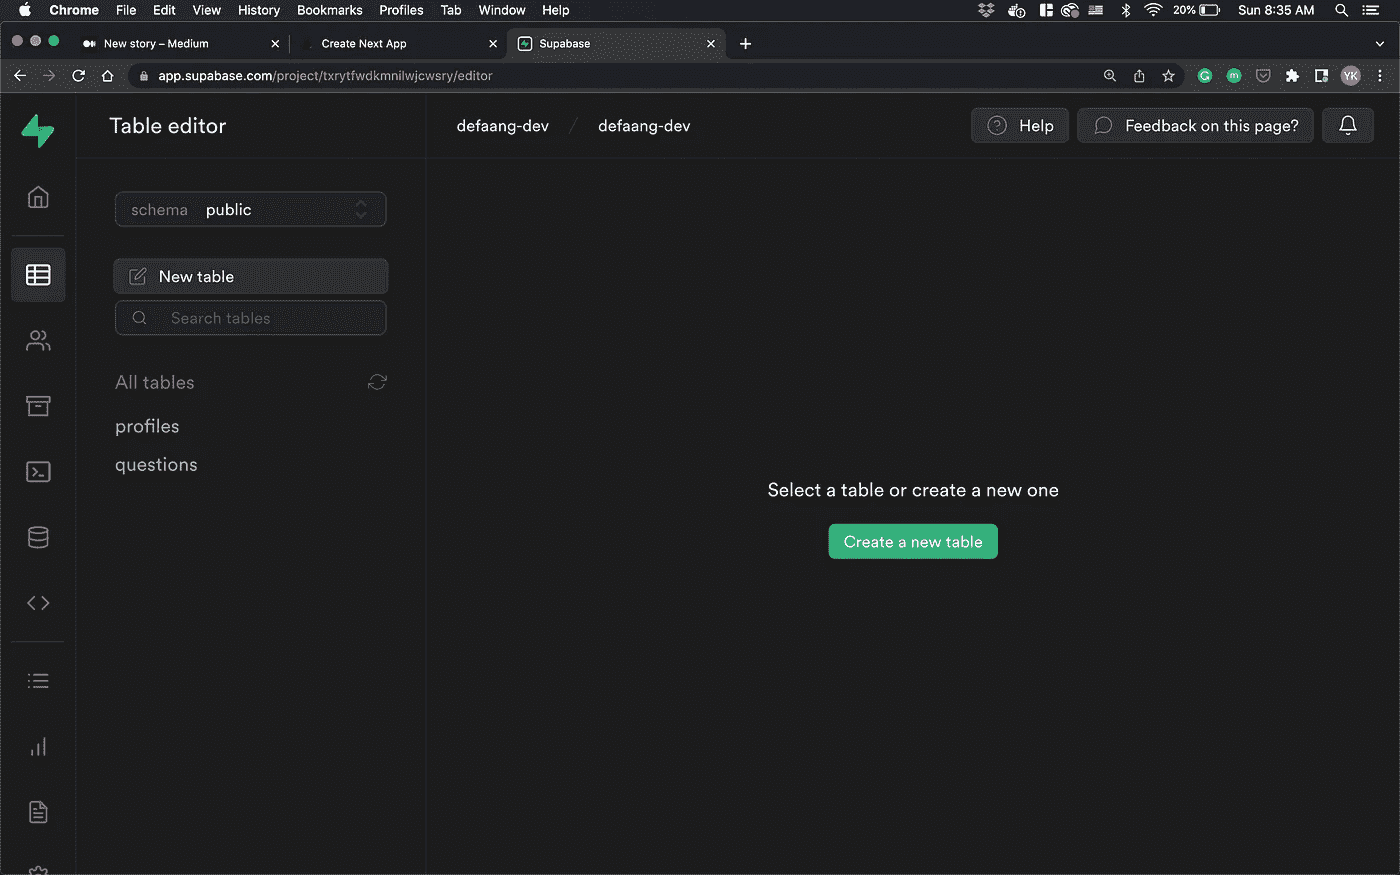 Chrome File Edit View History Bookmarks Profiles Tab Window Help 20% Sun 8:35 AM
New story – Medium Create Next App Supabase
app.supabase.com/project/txrytfwdkmnilwjcwsry/editor YK
Table editor defaang-dev / defaang-dev Help Feedback on this page?
schema public
New table
Search tables
All tables
profiles
questions
Select a table or create a new one
Create a new table